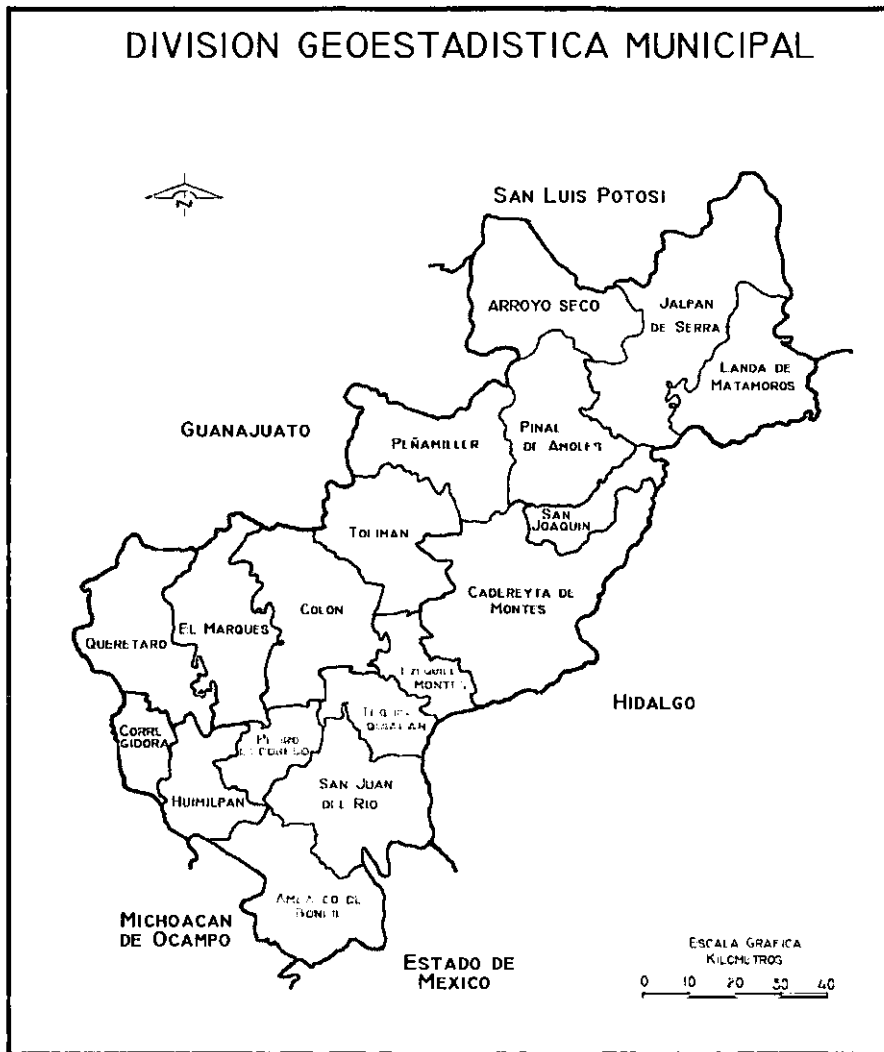 DIVISION GEOESTADISTICA MUNICIPAL
N
SAN LUIS POTOSI
ARROYO SECO
JALPAN
DE SERRA
LANDA DE
MATAMOROS
GUANAJUATO
PEÑAMILLER
PINAL
DE AMOLES
SAN
JOAQUIN
TOLIMAN
CADEREYTA DE
MONTES
COLON
EL MARQUES
QUERETARO
MONTES
HIDALGO
CORRE
GIDORA
PEDRO
SAN JUAN
DEL RIO
HUIMILPAN
MICHOACAN
DE OCAMPO
ESTADO DE
MEXICO
ESCALA GRAFICA
KILOMETROS
0 10 20 30 40